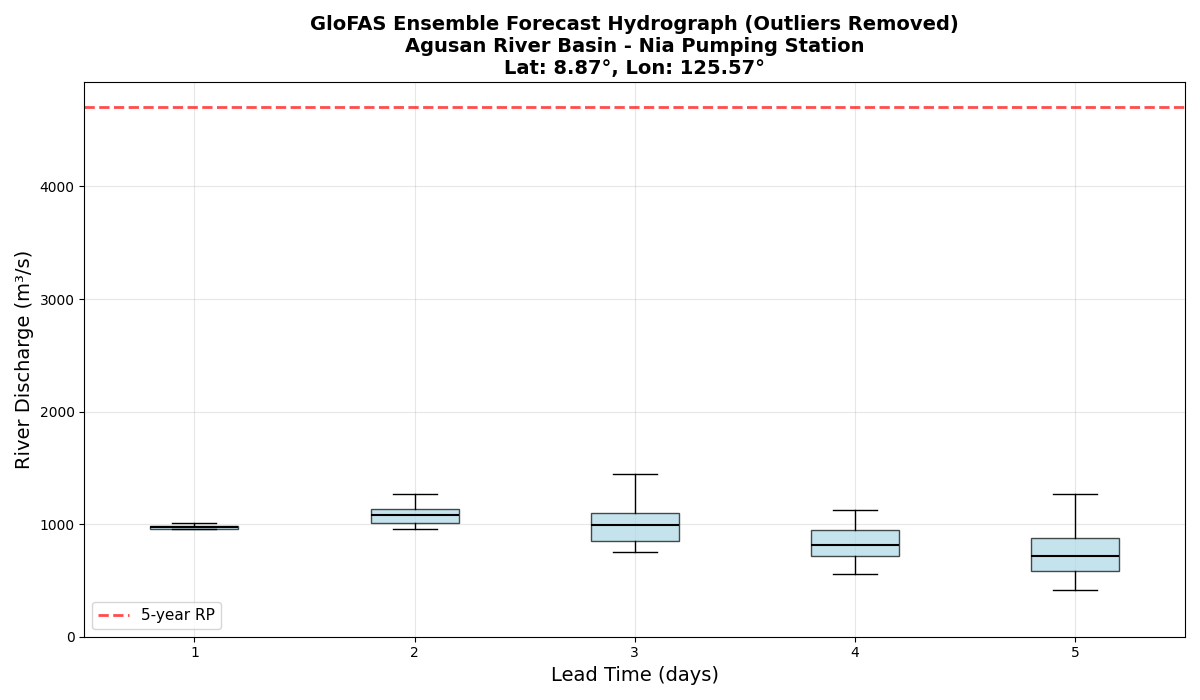 GloFAS Ensemble Forecast Hydrograph (Outliers Removed)
Agusan River Basin - Nia Pumping Station
Lat: 8.87°, Lon: 125.57°
River Discharge (m³/s)
4000
3000
2000
1000
0
5-year RP
1
2
3
4
5
Lead Time (days)